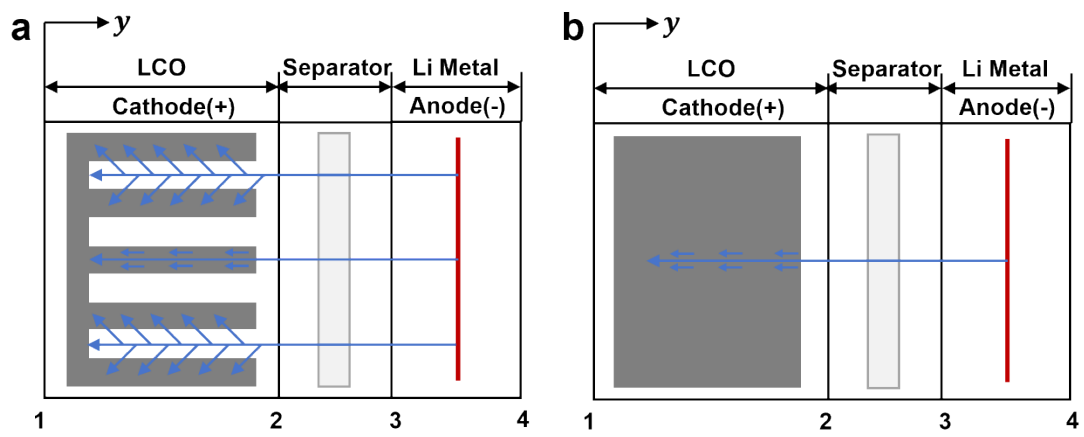 a
y
LCO
Separator
Li Metal
Cathode(+)
Anode(-)
1
2
3
4
b
y
LCO
Separator
Li Metal
Cathode(+)
Anode(-)
1
2
3
4